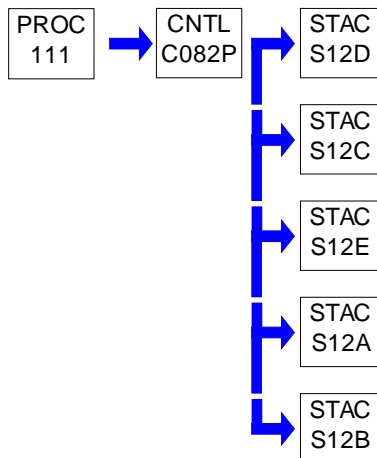 PROC
111
CNTL
C082P
STAC
S12D
STAC
S12C
STAC
S12E
STAC
S12A
STAC
S12B